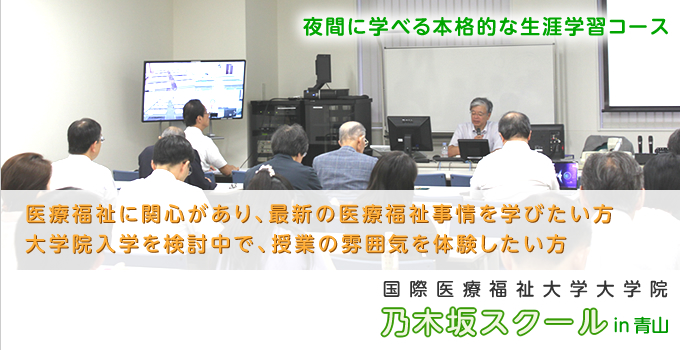 夜間に学べる本格的な生涯学習コース
医療福祉に関心があり、最新の医療福祉事情を学びたい方
大学院入学を検討中で、授業の雰囲気を体験したい方
国際医療福祉大学大学院
乃木坂スクール in 青山